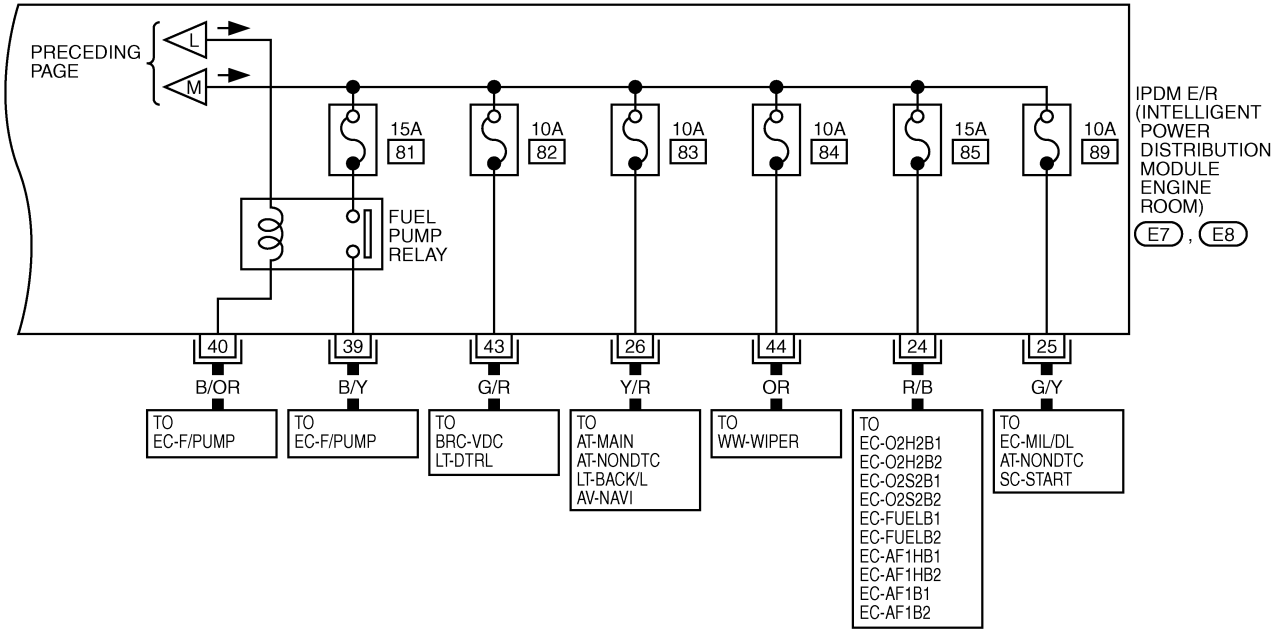 PRECEDING
PAGE
L
M
15A
81
10A
82
10A
83
10A
84
15A
85
10A
89
IPDM E/R
(INTELLIGENT
POWER
DISTRIBUTION
MODULE
ENGINE
ROOM)
E7 , E8
FUEL
PUMP
RELAY
40
39
43
26
44
24
25
B/OR
B/Y
G/R
Y/R
OR
R/B
G/Y
TO
EC-F/PUMP
TO
EC-F/PUMP
TO
BRC-VDC
LT-DTRL
TO
AT-MAIN
AT-NONDTC
LT-BACK/L
AV-NAVI
TO
WW-WIPER
TO
EC-O2H2B1
EC-O2H2B2
EC-O2S2B1
EC-O2S2B2
EC-FUELB1
EC-FUELB2
EC-AF1HB1
EC-AF1HB2
EC-AF1B1
EC-AF1B2
TO
EC-MIL/DL
AT-NONDTC
SC-START